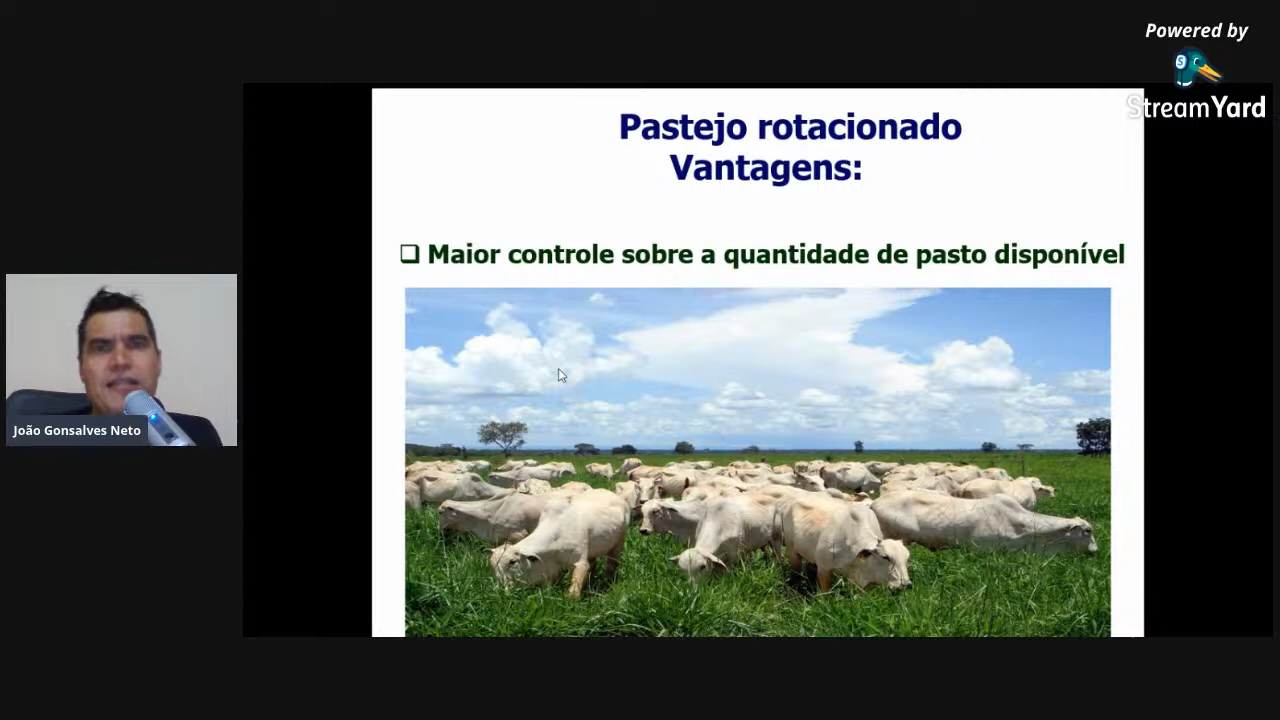 Powered by
StreamYard
Pastejo rotacionado
Vantagens:
Maior controle sobre a quantidade de pasto disponível
João Gonsalves Neto